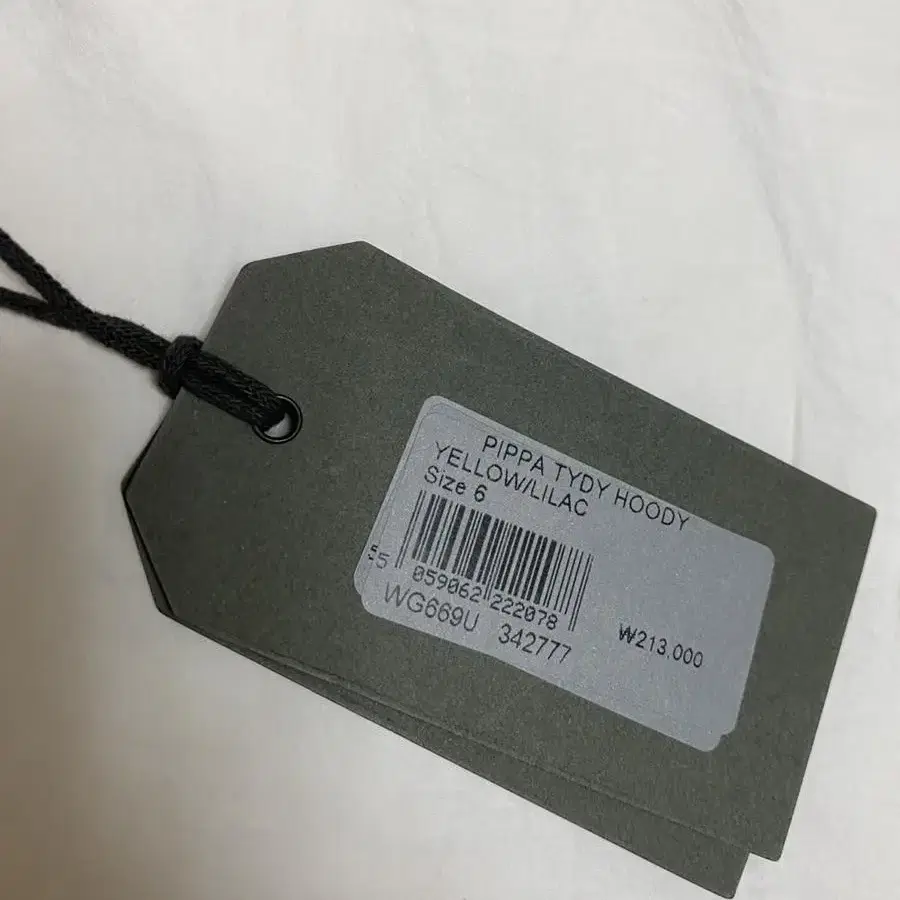 PIPPA TYDY HOODY
YELLOW/LILAC
Size 6
5 059062 222078
WG669U 342777
₩213.000